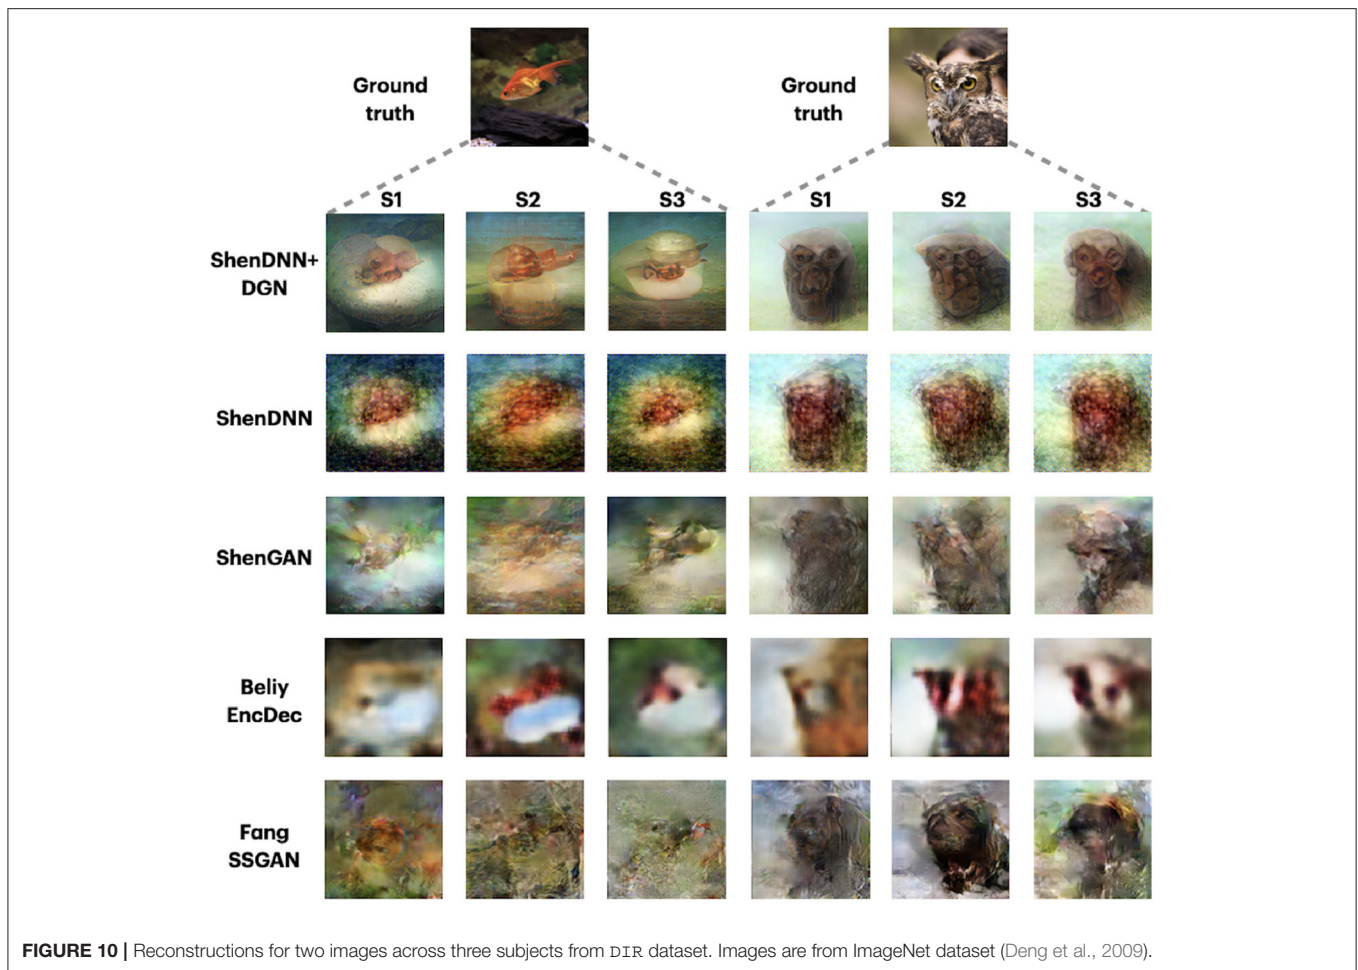 Ground
truth
Ground
truth
S1 S2 S3 S1 S2 S3
ShenDNN+
DGN
ShenDNN
ShenGAN
Beliy
EncDec
Fang
SSGAN
FIGURE 10 | Reconstructions for two images across three subjects from DIR dataset. Images are from ImageNet dataset (Deng et al., 2009).